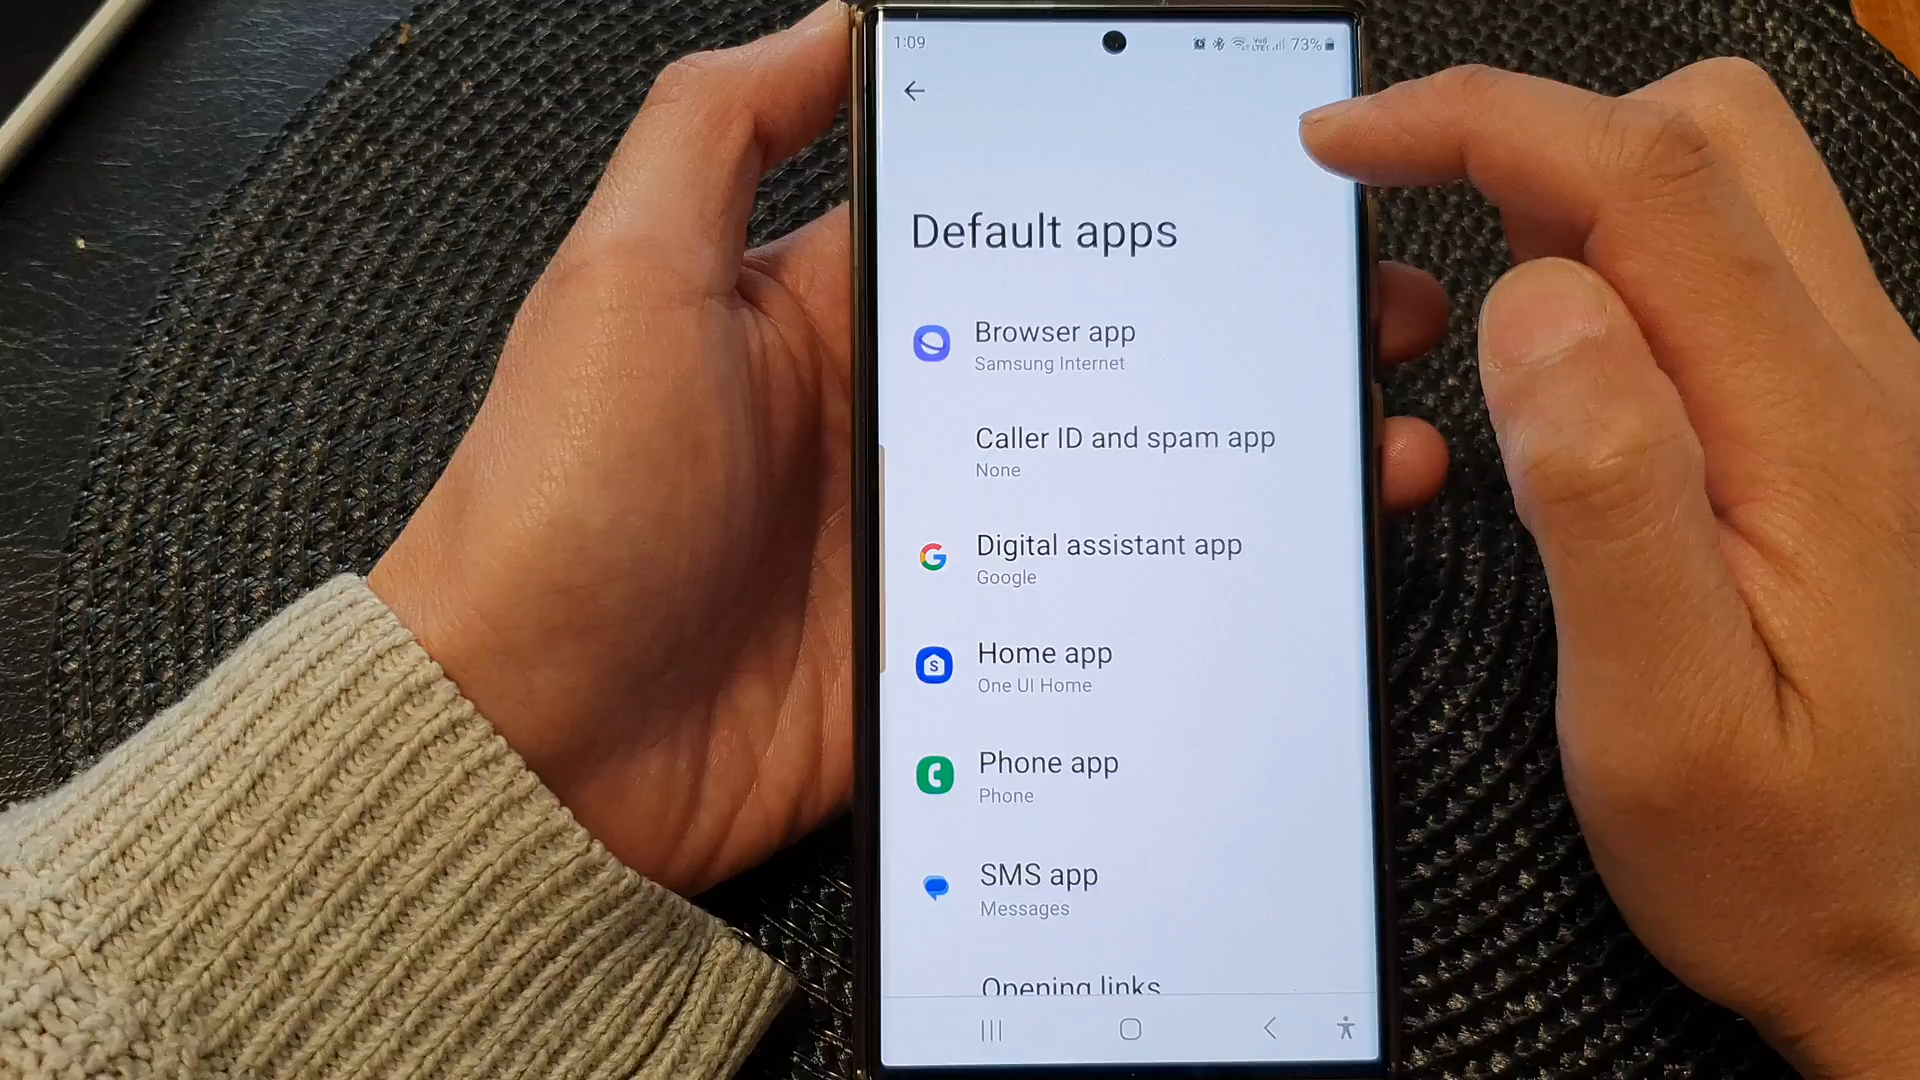 1:09
73%
Default apps
Browser app
Samsung Internet
Caller ID and spam app
None
Digital assistant app
Google
Home app
One UI Home
Phone app
Phone
SMS app
Messages
Opening links